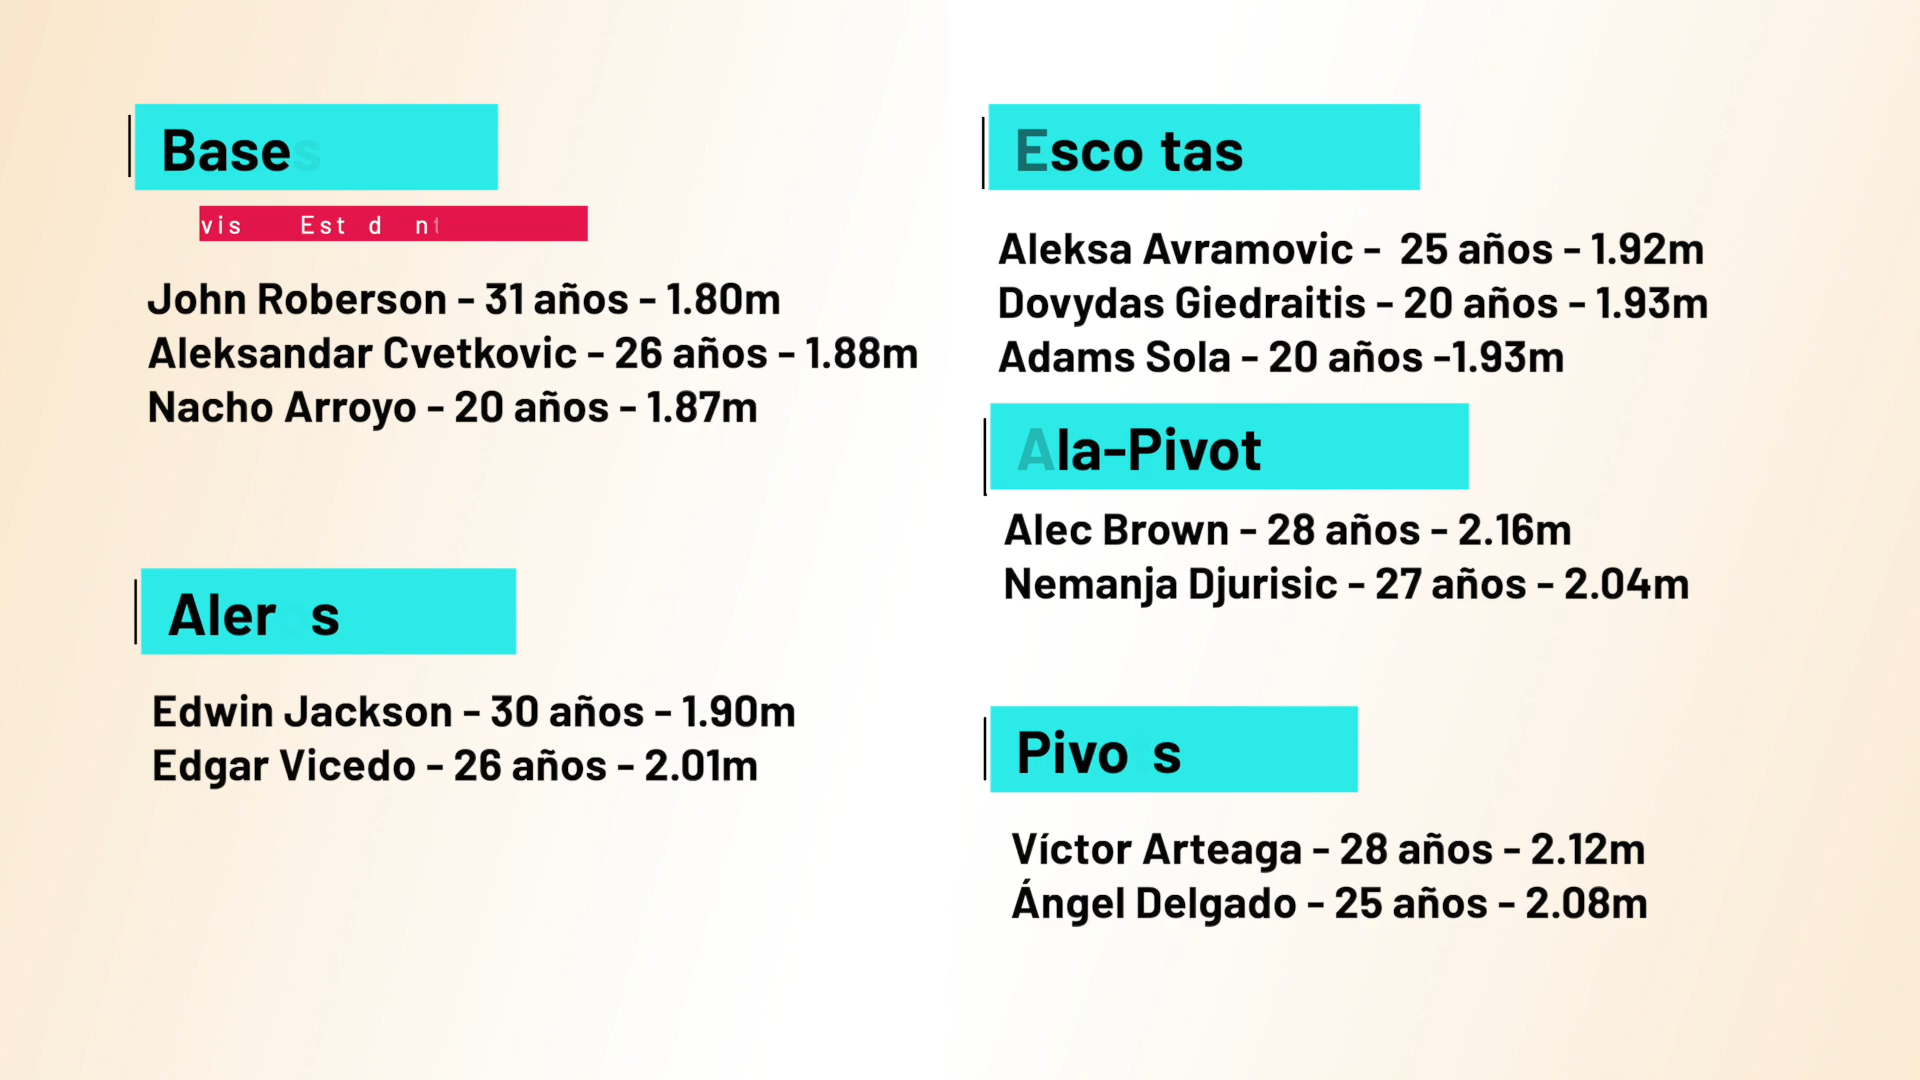 Bases
John Roberson - 31 años - 1.80m
Aleksandar Cvetkovic - 26 años - 1.88m
Nacho Arroyo - 20 años - 1.87m
Aleros
Edwin Jackson - 30 años - 1.90m
Edgar Vicedo - 26 años - 2.01m
Esco tas
Aleksa Avramovic - 25 años - 1.92m
Dovydas Giedraitis - 20 años - 1.93m
Adams Sola - 20 años -1.93m
Ala-Pivot
Alec Brown - 28 años - 2.16m
Nemanja Djurisic - 27 años - 2.04m
Pivots
Víctor Arteaga - 28 años - 2.12m
Ángel Delgado - 25 años - 2.08m